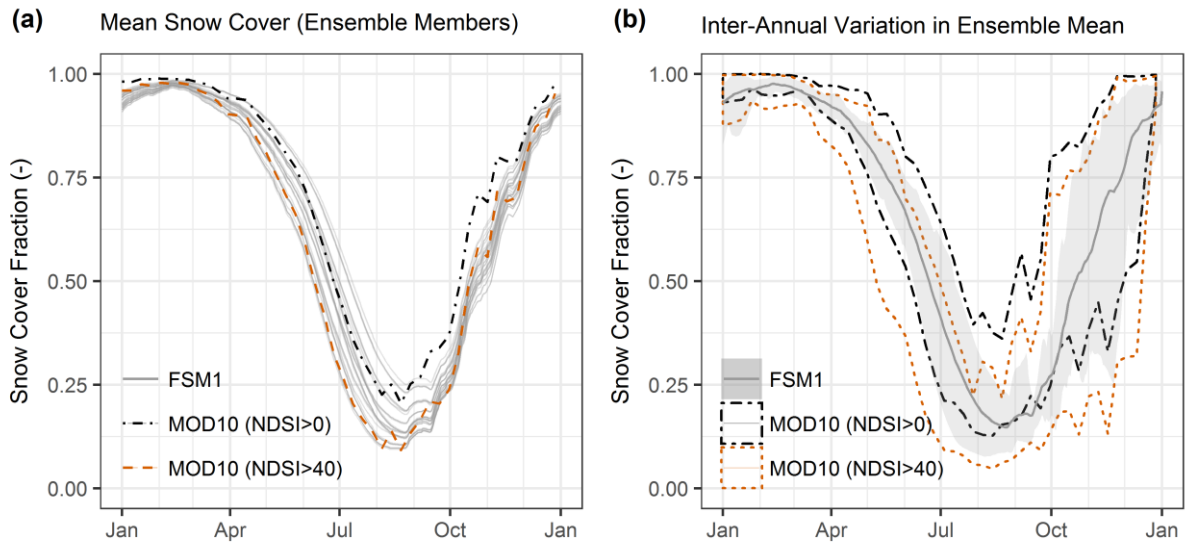 (a)
Mean Snow Cover (Ensemble Members)
Snow Cover Fraction (-)
1.00
0.75
0.50
0.25
0.00
FSM1
MOD10 (NDSI>0)
MOD10 (NDSI>40)
Jan
Apr
Jul
Oct
Jan
(b)
Inter-Annual Variation in Ensemble Mean
Snow Cover Fraction (-)
1.00
0.75
0.50
0.25
0.00
FSM1
MOD10 (NDSI>0)
MOD10 (NDSI>40)
Jan
Apr
Jul
Oct
Jan